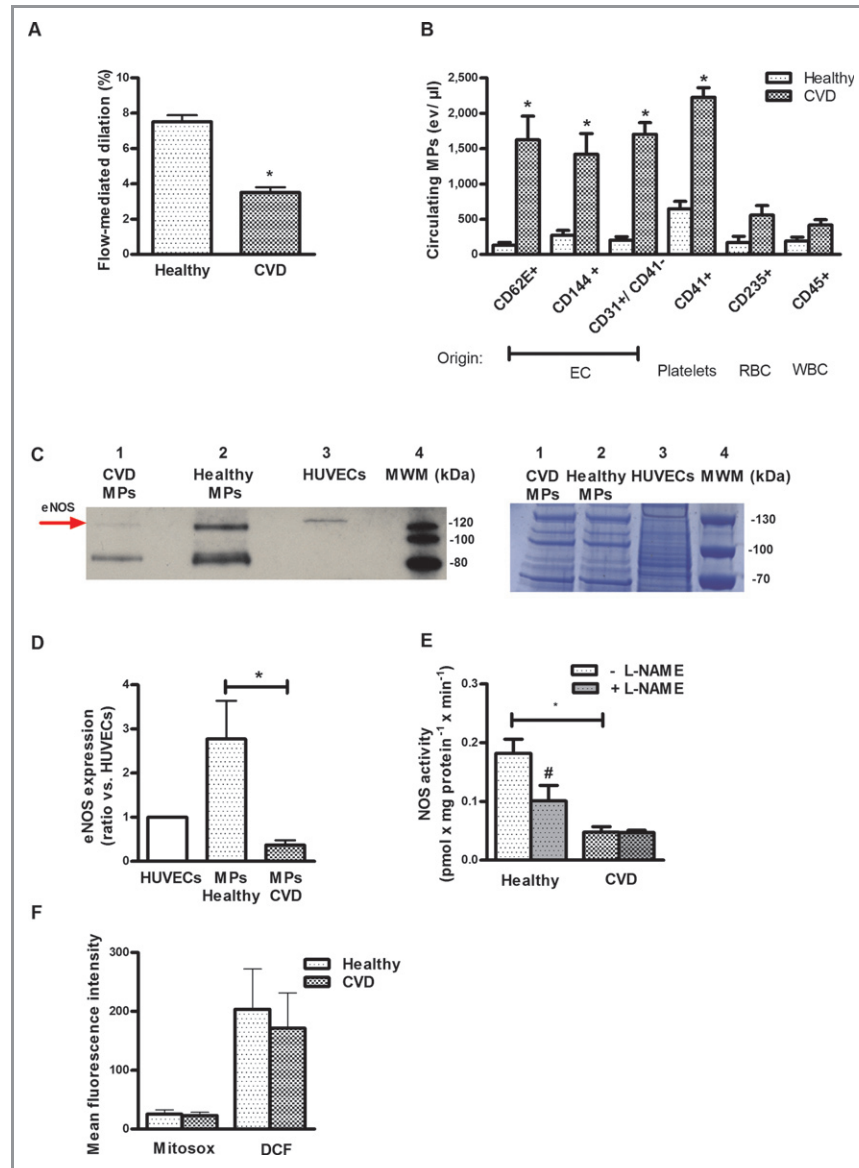 A
Flow-mediated dilation (%)
10
8
6
4
2
0
*
Healthy
CVD
B
Circulating MPs (ev/ µl)
2,500
2,000
1,500
1,000
500
0
* * * *
Healthy
CVD
CD62E+
CD144 +
CD31+/ CD41-
CD41+
CD235+
CD45+
Origin:
EC
Platelets
RBC
WBC
C
1 2 3 4
CVD MPs
Healthy MPs
HUVECs
MWM (kDa)
eNOS
-120
-100
-80
1 2 3 4
CVD MPs
Healthy MPs
HUVECs
MWM (kDa)
-130
-100
-70
D
eNOS expression
(ratio vs. HUVECs)
4
3
2
1
0
*
HUVECs
MPs Healthy
MPs CVD
E
- L-NAME
+ L-NAME
NOS activity
(pmol x mg protein⁻¹ x min⁻¹)
0.3
0.2
0.1
0.0
*
#
Healthy
CVD
F
Mean fluorescence intensity
300
200
100
0
Healthy
CVD
Mitosox
DCF